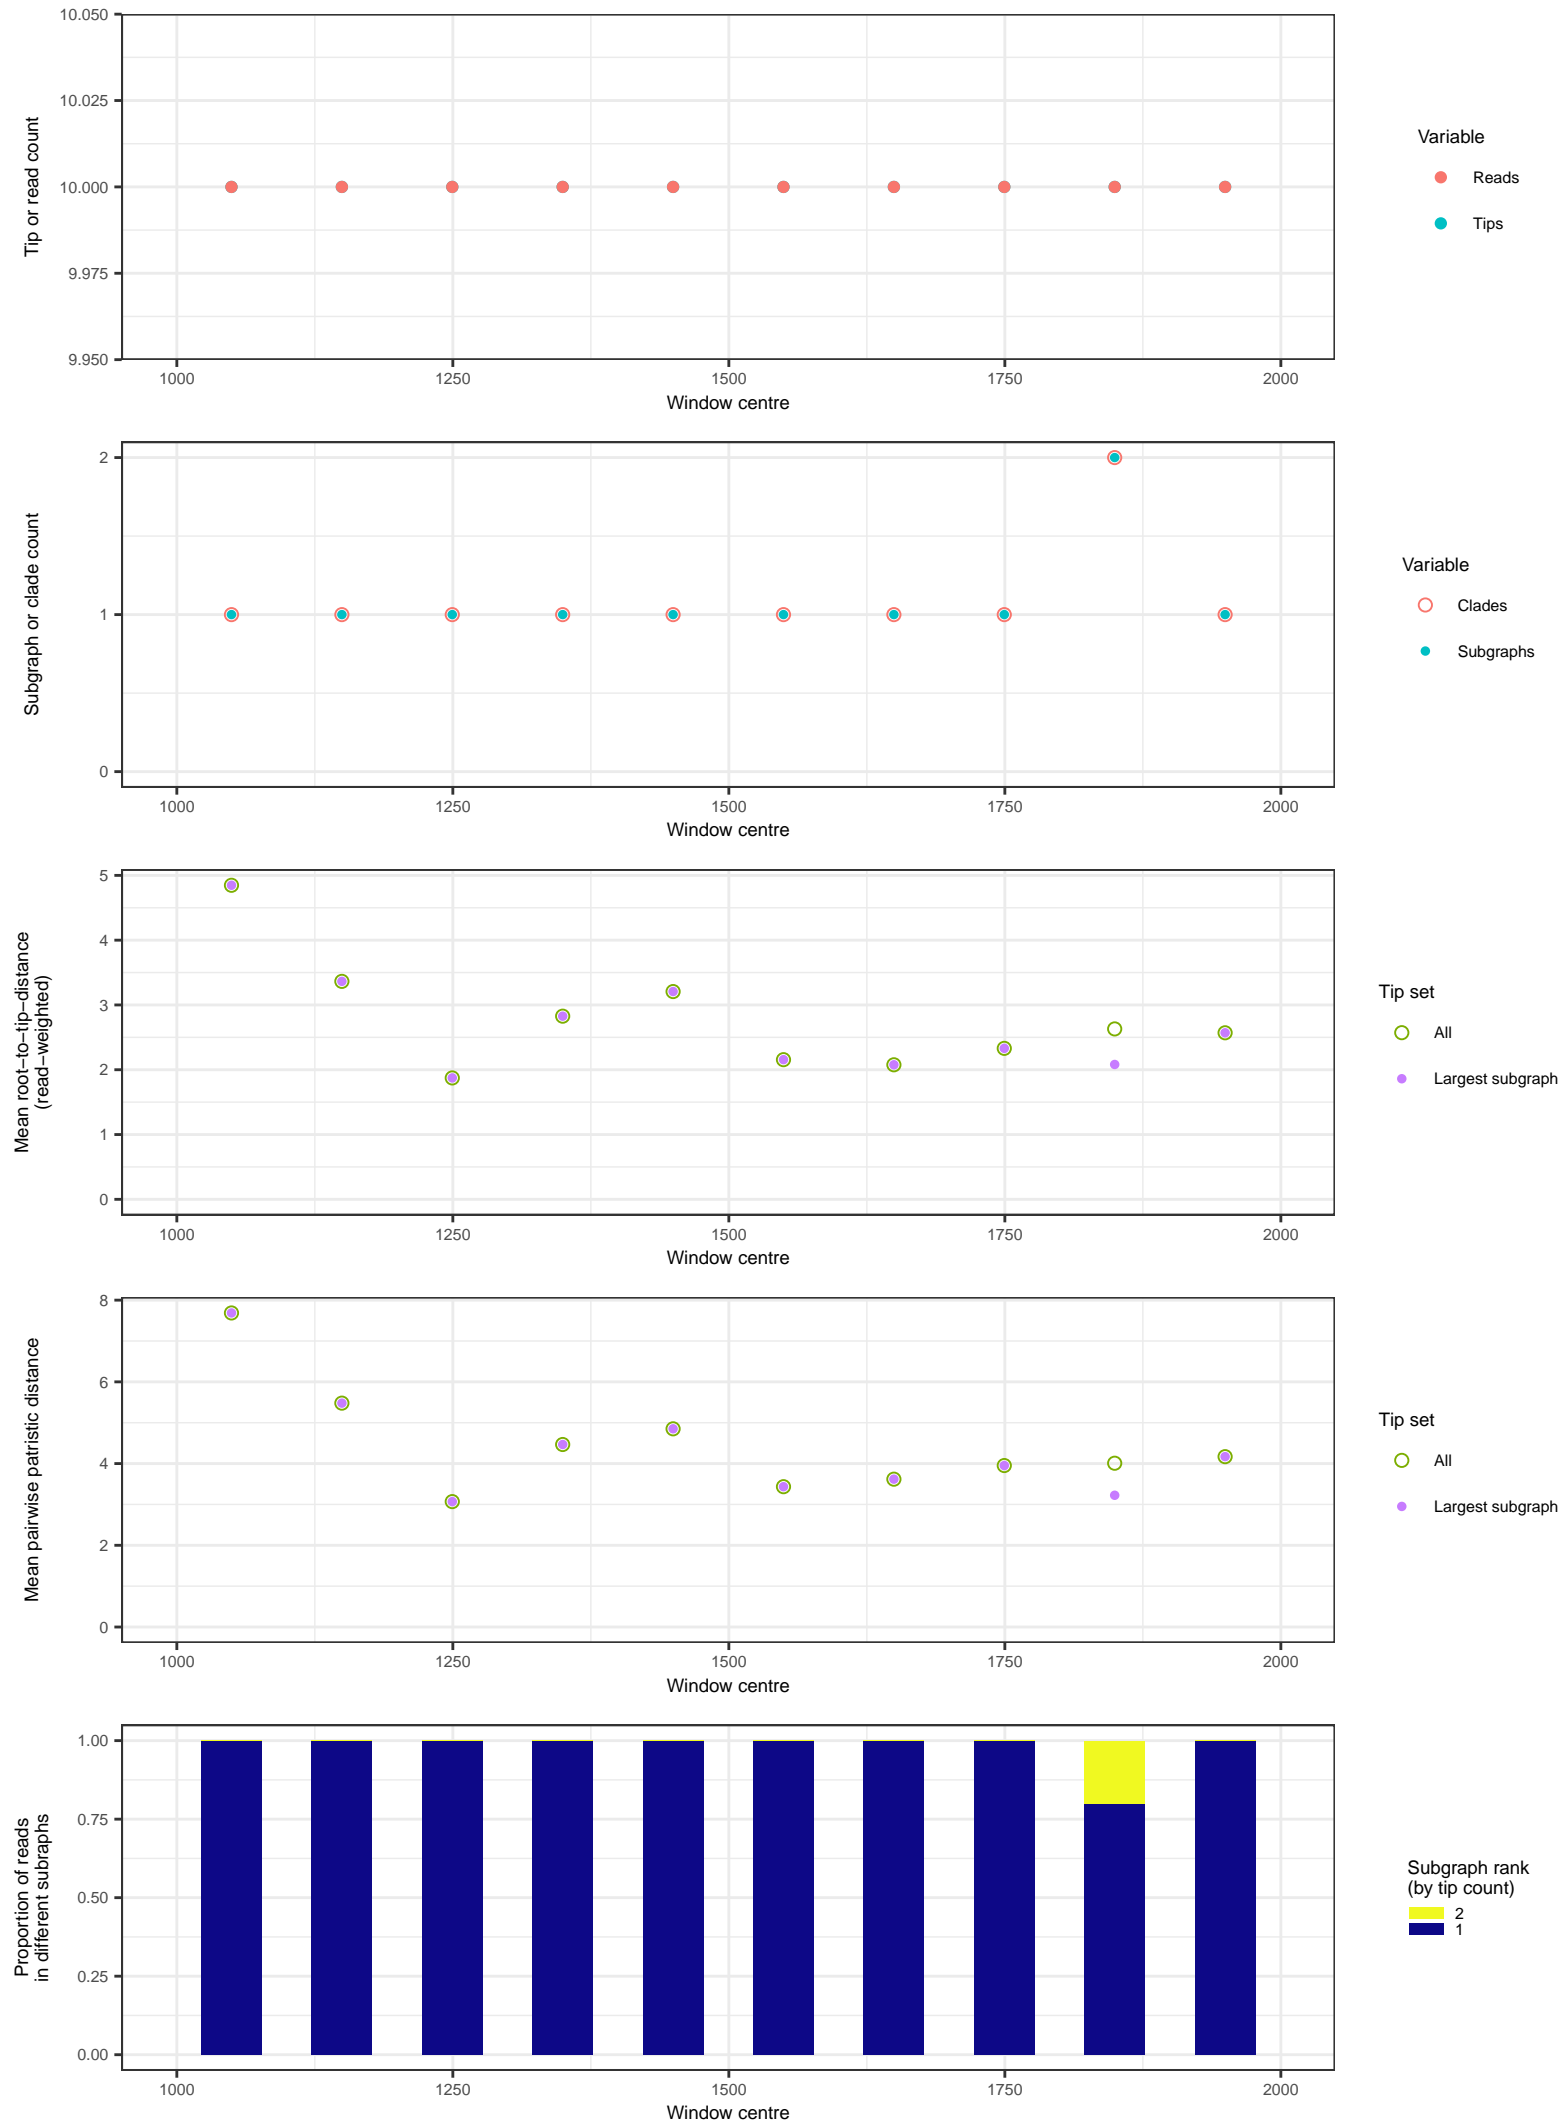 10.050
10.025
10.000
9.975
9.950
Tip or read count
1000 1250 1500 1750 2000
Window centre
Variable
Reads
Tips
2
1
0
Subgraph or clade count
1000 1250 1500 1750 2000
Window centre
Variable
Clades
Subgraphs
5
4
3
2
1
0
Mean root−to−tip−distance
(read−weighted)
1000 1250 1500 1750 2000
Window centre
Tip set
All
Largest subgraph
8
6
4
2
0
Mean pairwise patristic distance
1000 1250 1500 1750 2000
Window centre
Tip set
All
Largest subgraph
1.00
0.75
0.50
0.25
0.00
Proportion of reads
in different subraphs
1000 1250 1500 1750 2000
Window centre
Subgraph rank
(by tip count)
2
1